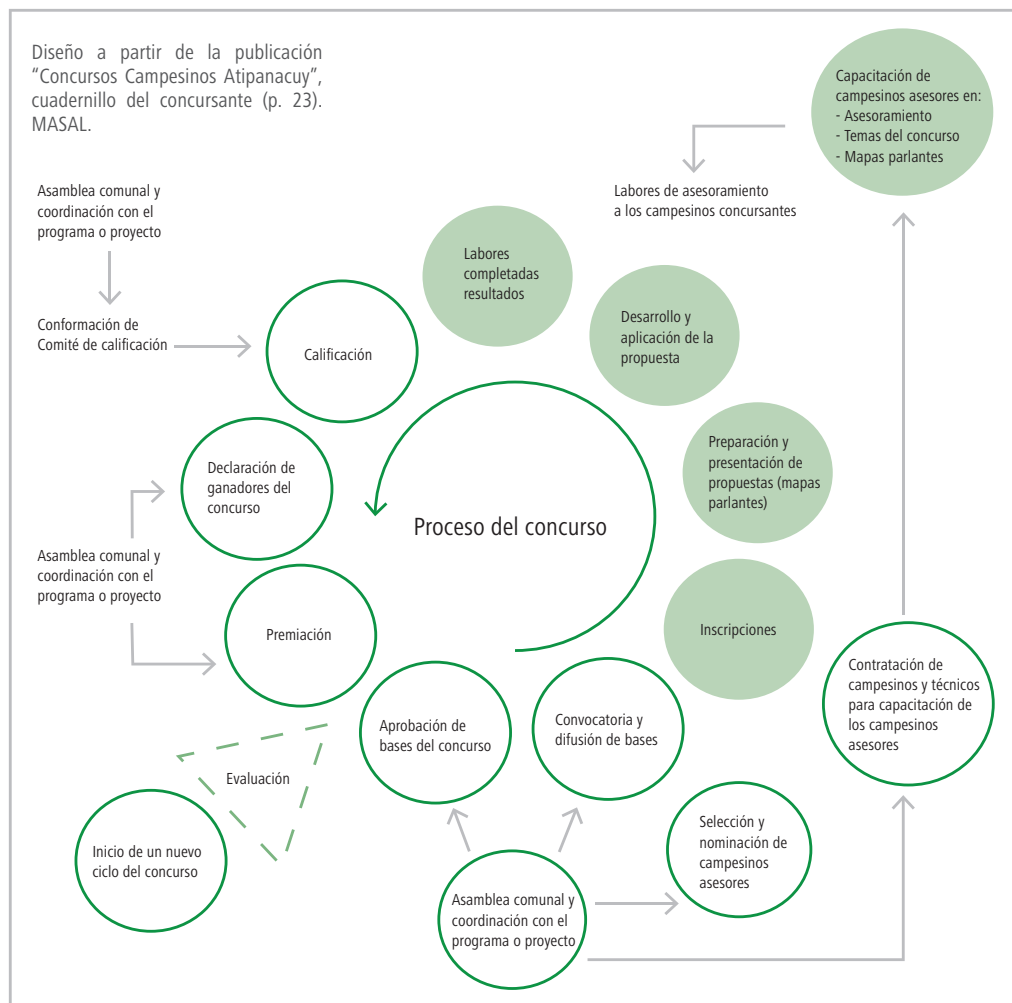 Diseño a partir de la publicación
“Concursos Campesinos Atipanacuy”,
cuadernillo del concursante (p. 23).
MASAL.
Capacitación de
campesinos asesores en:
- Asesoramiento
- Temas del concurso
- Mapas parlantes
Labores de asesoramiento
a los campesinos concursantes
Asamblea comunal y
coordinación con el
programa o proyecto
Conformación de
Comité de calificación
Calificación
Labores
completadas
resultados
Desarrollo y
aplicación de la
propuesta
Preparación y
presentación de
propuestas (mapas
parlantes)
Inscripciones
Declaración de
ganadores del
concurso
Proceso del concurso
Asamblea comunal y
coordinación con el
programa o proyecto
Premiación
Aprobación de
bases del concurso
Convocatoria y
difusión de bases
Contratación de
campesinos y técnicos
para capacitación de
los campesinos
asesores
Evaluación
Inicio de un nuevo
ciclo del concurso
Selección y
nominación de
campesinos
asesores
Asamblea comunal y
coordinación con el
programa o proyecto